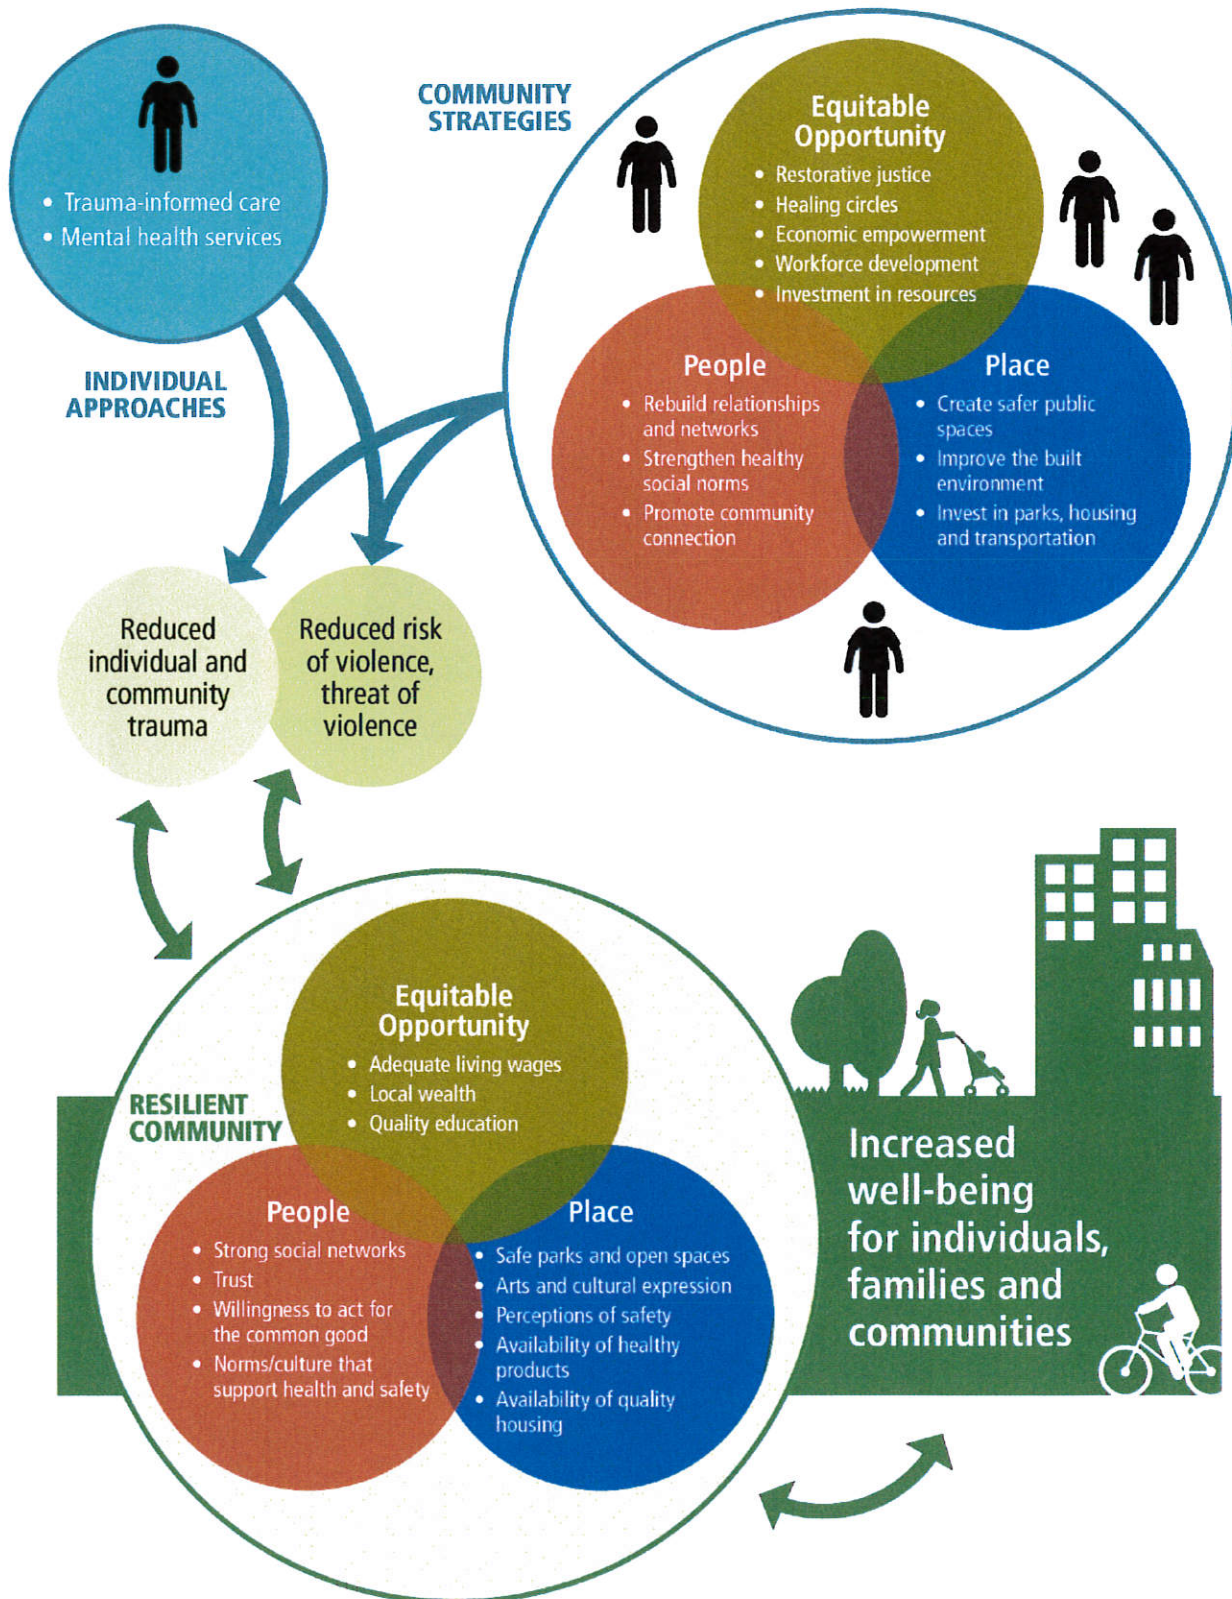 • Trauma-informed care
• Mental health services
INDIVIDUAL
APPROACHES
COMMUNITY
STRATEGIES
Equitable
Opportunity
• Restorative justice
• Healing circles
• Economic empowerment
• Workforce development
• Investment in resources
People
• Rebuild relationships
and networks
• Strengthen healthy
social norms
• Promote community
connection
Place
• Create safer public
spaces
• Improve the built
environment
• Invest in parks, housing
and transportation
Reduced
individual and
community
trauma
Reduced risk
of violence,
threat of
violence
RESILIENT
COMMUNITY
Equitable
Opportunity
• Adequate living wages
• Local wealth
• Quality education
People
• Strong social networks
• Trust
• Willingness to act for
the common good
• Norms/culture that
support health and safety
Place
• Safe parks and open spaces
• Arts and cultural expression
• Perceptions of safety
• Availability of healthy
products
• Availability of quality
housing
Increased
well-being
for individuals,
families and
communities